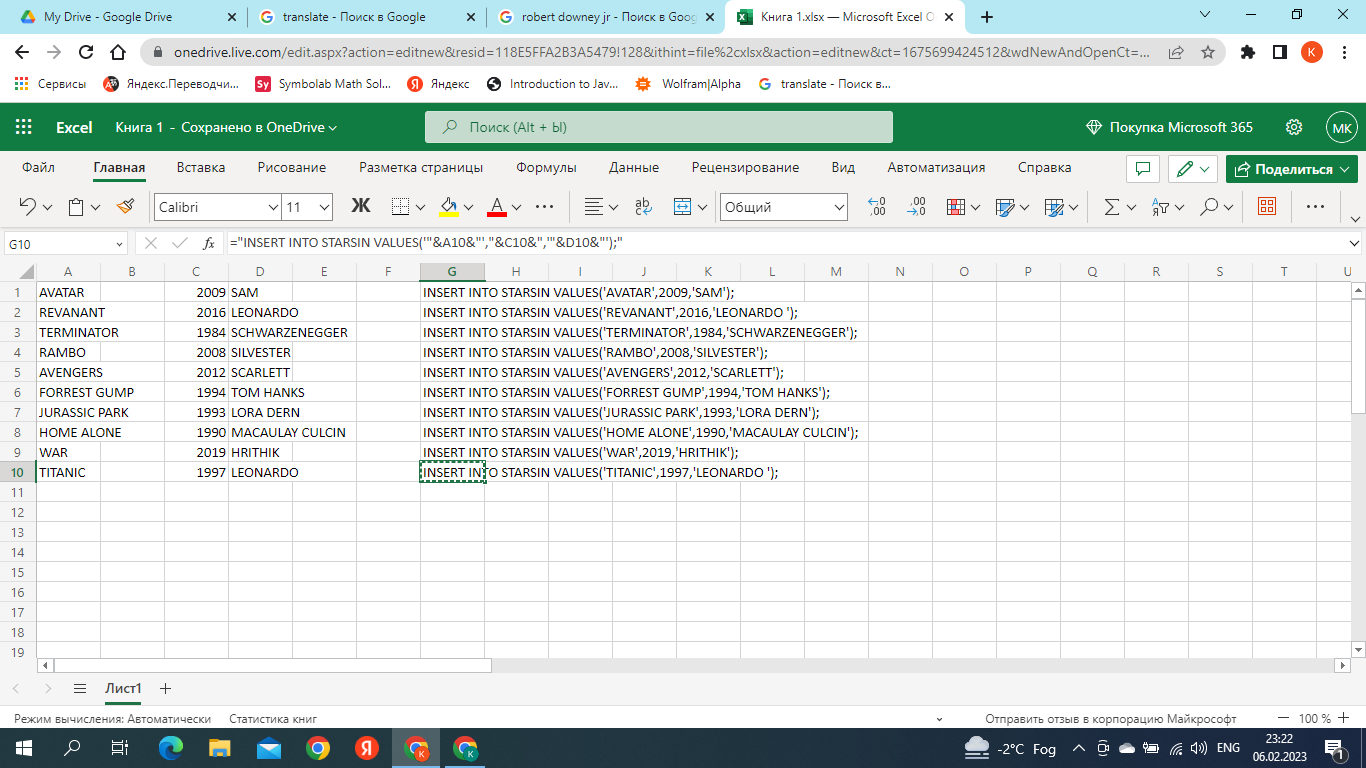 My Drive - Google Drive
translate - Поиск в Google
robert downey jr - Поиск в Goog
Книга 1.xlsx — Microsoft Excel O
onedrive.live.com/edit.aspx?action=editnew&resid=118E5FFA2B3A5479!128&ithint=file%2cxlsx&action=editnew&ct=1675699424512&wdNewAndOpenCt=...
K
Сервисы
Яндекс.Переводчи...
Sy Symbolab Math Sol...
Я Яндекс
Introduction to Jav...
Wolfram|Alpha
translate - Поиск в...
Excel
Книга 1 - Сохранено в OneDrive
Поиск (Alt + Ы)
Покупка Microsoft 365
МК
Файл Главная Вставка Рисование Разметка страницы Формулы Данные Рецензирование Вид Автоматизация Справка
Поделиться
Calibri 11 Ж A ab Общий
G10 fx ="INSERT INTO STARSIN VALUES('"&A10&"',"&C10&",'"&D10&"');"
A B C D E F G H I J K L M N O P Q R S T U
1 AVATAR 2009 SAM INSERT INTO STARSIN VALUES('AVATAR',2009,'SAM');
2 REVANANT 2016 LEONARDO INSERT INTO STARSIN VALUES('REVANANT',2016,'LEONARDO ');
3 TERMINATOR 1984 SCHWARZENEGGER INSERT INTO STARSIN VALUES('TERMINATOR',1984,'SCHWARZENEGGER');
4 RAMBO 2008 SILVESTER INSERT INTO STARSIN VALUES('RAMBO',2008,'SILVESTER');
5 AVENGERS 2012 SCARLETT INSERT INTO STARSIN VALUES('AVENGERS',2012,'SCARLETT');
6 FORREST GUMP 1994 TOM HANKS INSERT INTO STARSIN VALUES('FORREST GUMP',1994,'TOM HANKS');
7 JURASSIC PARK 1993 LORA DERN INSERT INTO STARSIN VALUES('JURASSIC PARK',1993,'LORA DERN');
8 HOME ALONE 1990 MACAULAY CULCIN INSERT INTO STARSIN VALUES('HOME ALONE',1990,'MACAULAY CULCIN');
9 WAR 2019 HRITHIK INSERT INTO STARSIN VALUES('WAR',2019,'HRITHIK');
10 TITANIC 1997 LEONARDO INSERT INTO STARSIN VALUES('TITANIC',1997,'LEONARDO ');
11
12
13
14
15
16
17
18
19
Лист1
Режим вычисления: Автоматически Статистика книг
Отправить отзыв в корпорацию Майкрософт
100 %
-2°C Fog
ENG
23:22
06.02.2023
1